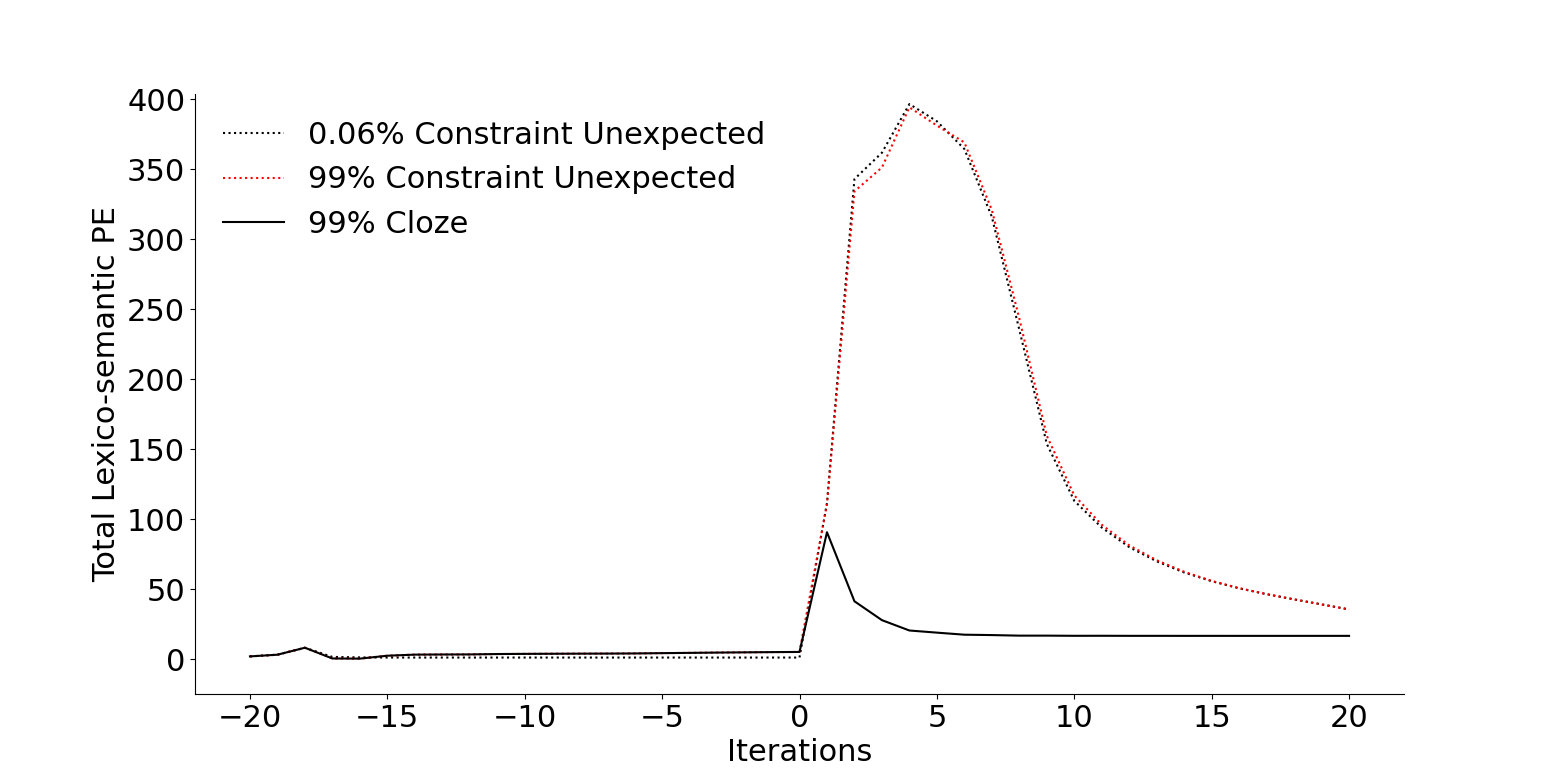 400
350
300
250
200
150
100
50
0
Total Lexico-semantic PE
0.06% Constraint Unexpected
99% Constraint Unexpected
99% Cloze
−20 −15 −10 −5 0 5 10 15 20
Iterations